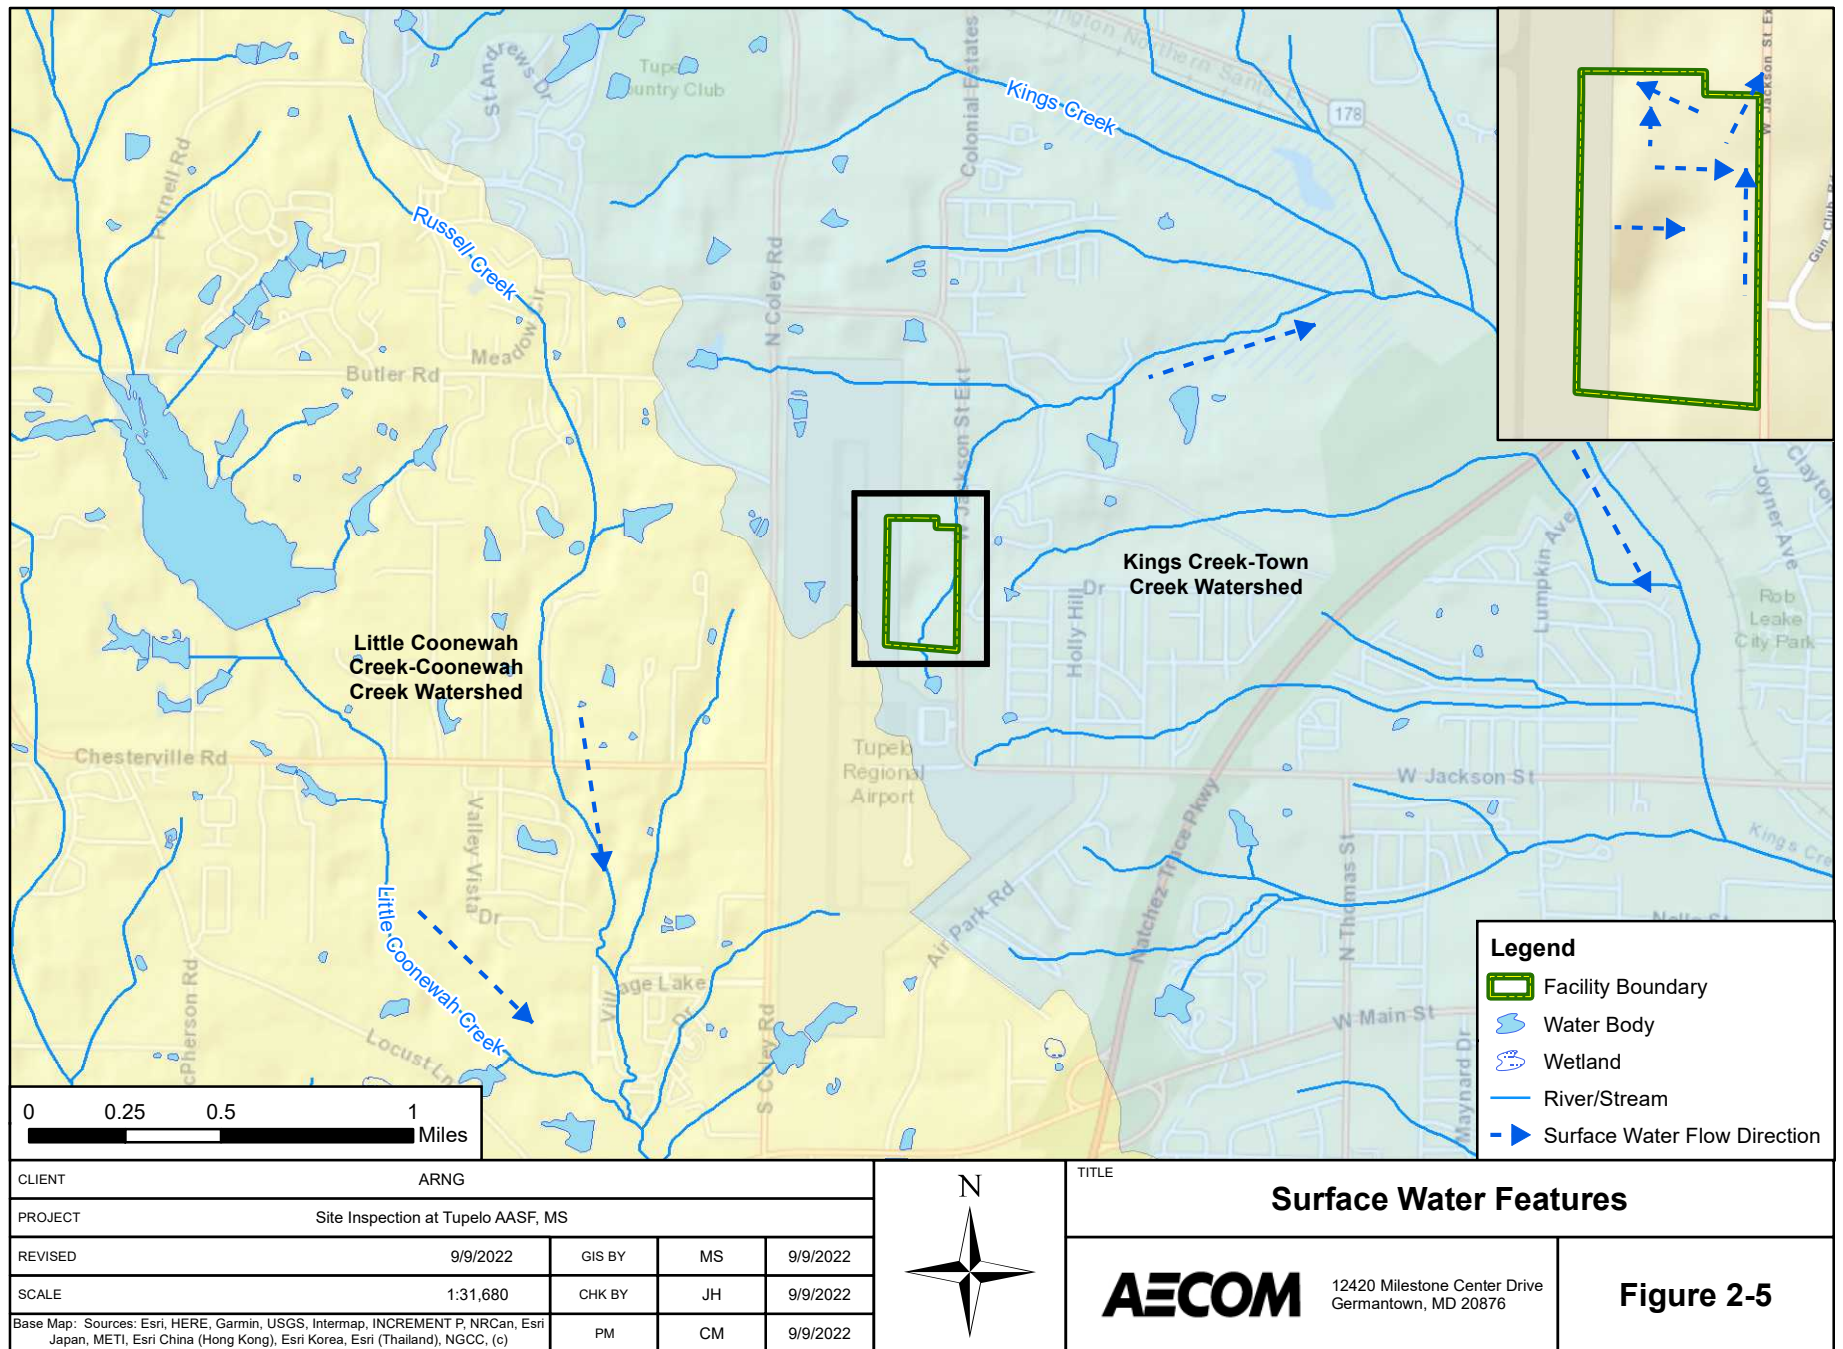 St Andrews Dr
Country Club
Colonial Estates
Kings Creek
178
W Jackson St Ext
Gun Club Rd
Russell Creek
N Coley Rd
Meadow Cir
Butler Rd
W Jackson St Ext
Clayton
Joyner Ave
Lumpkin Ave
Kings Creek-Town
Creek Watershed
Holly Hill Dr
Rob
Leake
City Park
Little Coonewah
Creek-Coonewah
Creek Watershed
Chesterville Rd
Tupelo
Regional
Airport
W Jackson St
Valley Vista Dr
Natchez Trace Pkwy
N Thomas St
Kings Cre
Little Coonewah Creek
Air Park Rd
Village Lake Dr
cPherson Rd
Locust Ln
S Coley Rd
W Main St
Maynard Dr
Legend
Facility Boundary
Water Body
Wetland
River/Stream
Surface Water Flow Direction
0 0.25 0.5 1
Miles
CLIENT ARNG
PROJECT Site Inspection at Tupelo AASF, MS
REVISED 9/9/2022 GIS BY MS 9/9/2022
SCALE 1:31,680 CHK BY JH 9/9/2022
Base Map: Sources: Esri, HERE, Garmin, USGS, Intermap, INCREMENT P, NRCan, Esri
Japan, METI, Esri China (Hong Kong), Esri Korea, Esri (Thailand), NGCC, (c)
PM CM 9/9/2022
N
TITLE
Surface Water Features
AECOM
12420 Milestone Center Drive
Germantown, MD 20876
Figure 2-5